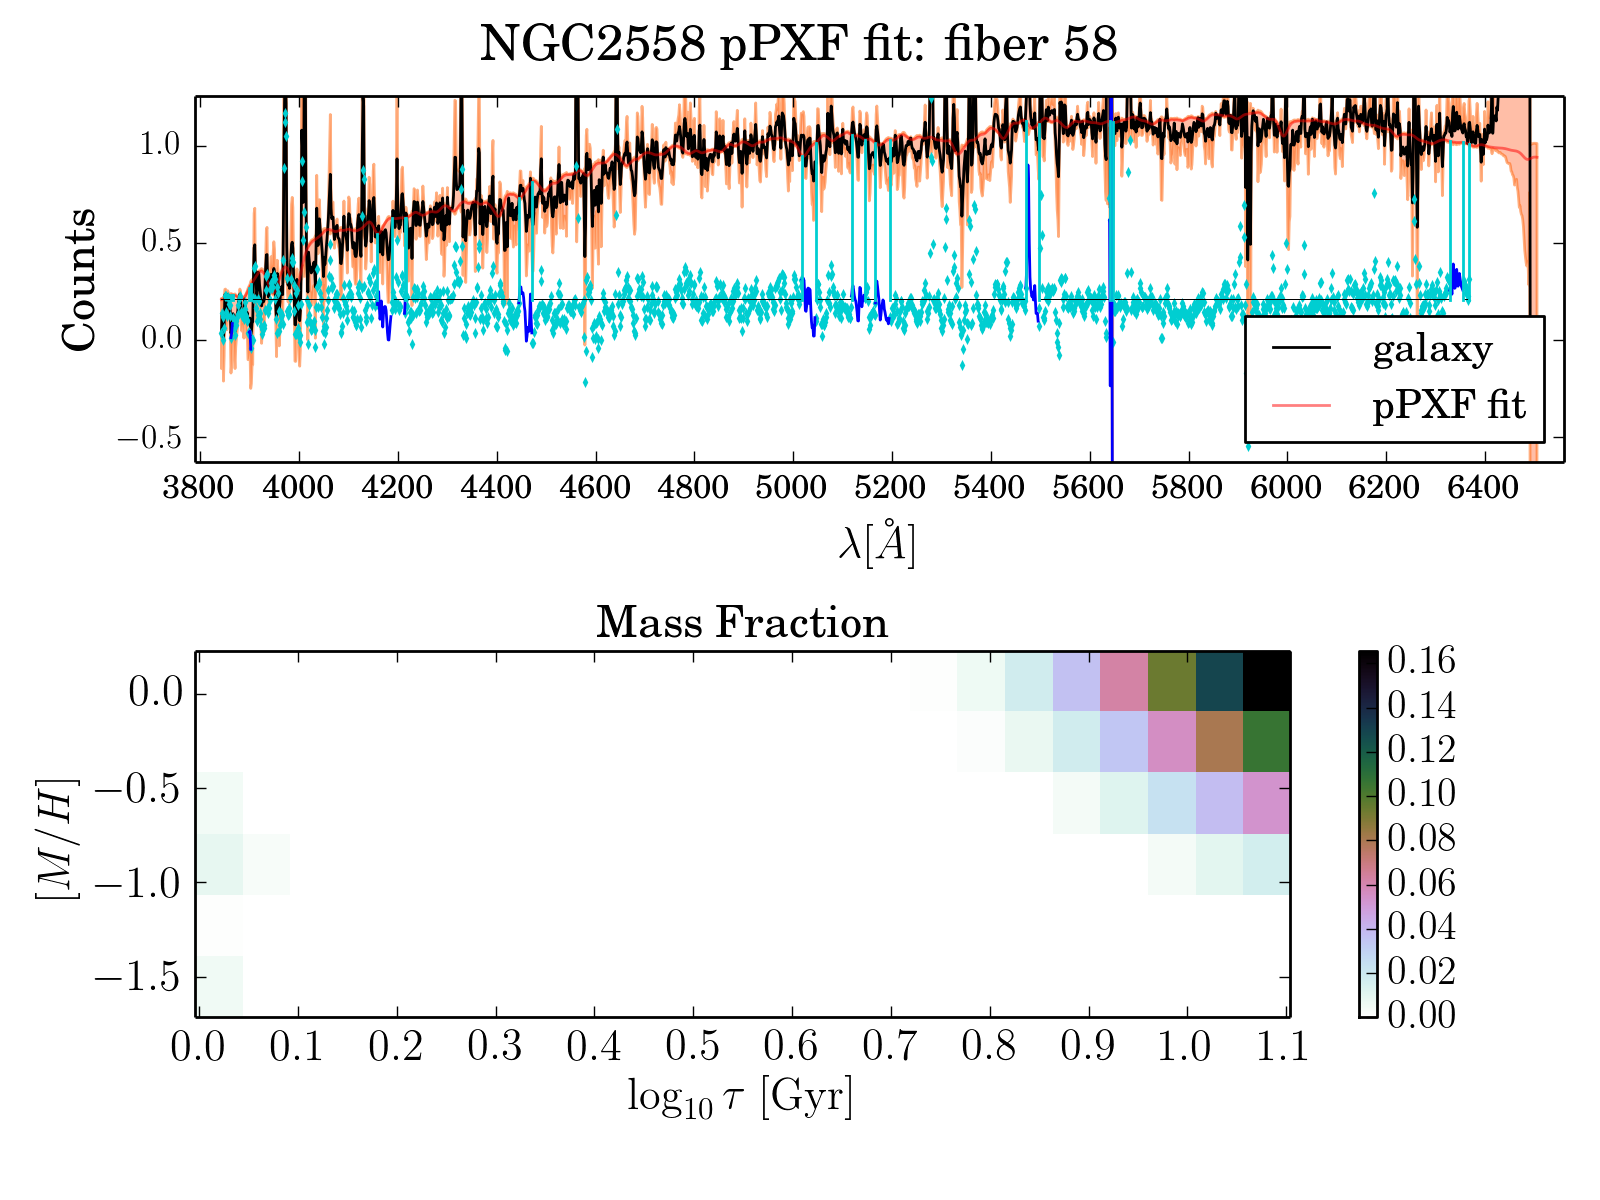 NGC2558 pPXF fit: fiber 58
1.0
0.5
0.0
−0.5
Counts
galaxy
pPXF fit
3800 4000 4200 4400 4600 4800 5000 5200 5400 5600 5800 6000 6200 6400
λ[Å]
Mass Fraction
0.0
−0.5
−1.0
−1.5
[M/H]
0.0 0.1 0.2 0.3 0.4 0.5 0.6 0.7 0.8 0.9 1.0 1.1
log₁₀ τ [Gyr]
0.16
0.14
0.12
0.10
0.08
0.06
0.04
0.02
0.00